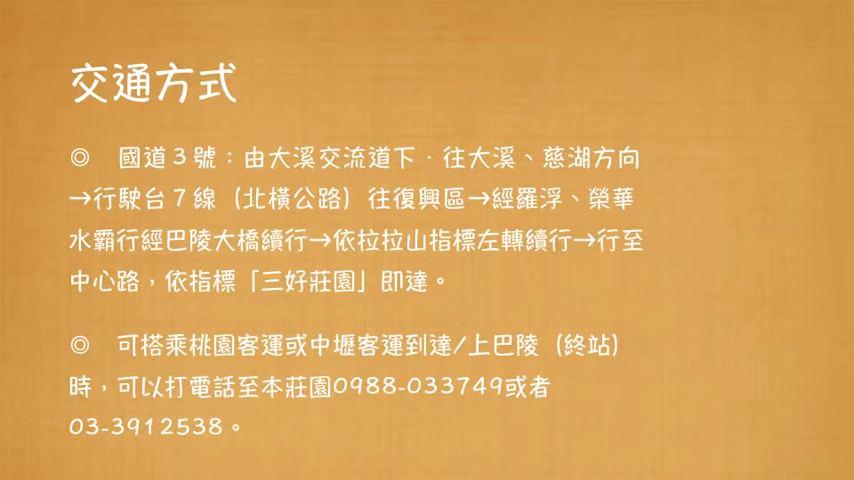 交通方式
◎　國道３號：由大溪交流道下．往大溪、慈湖方向
→行駛台７線（北橫公路）往復興區→經羅浮、榮華
水霸行經巴陵大橋續行→依拉拉山指標左轉續行→行至
中心路，依指標「三好莊園」即達。
◎　可搭乘桃園客運或中壢客運到達/上巴陵（終站）
時，可以打電話至本莊園0988-033749或者
03-3912538。